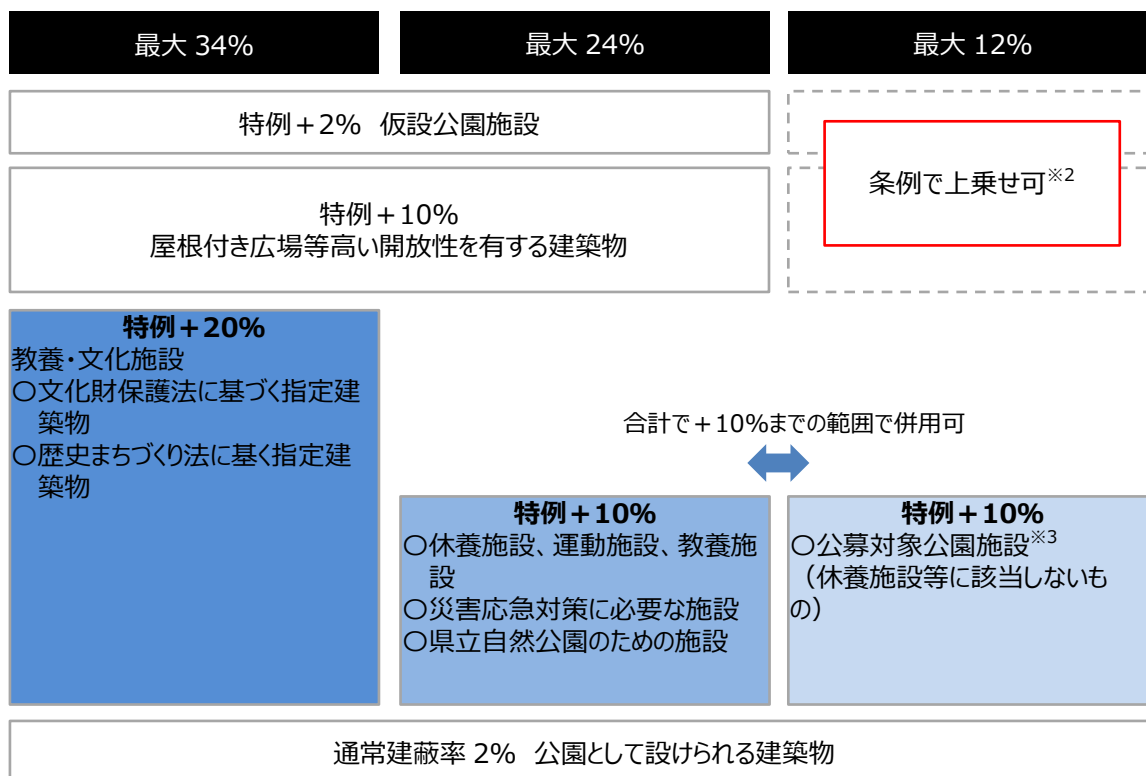 最大 34%
最大 24%
最大 12%
特例+2% 仮設公園施設
条例で上乗せ可※2
特例+10%
屋根付き広場等高い開放性を有する建築物
特例+20%
教養・文化施設
〇文化財保護法に基づく指定建
築物
〇歴史まちづくり法に基く指定建
築物
合計で+10%までの範囲で併用可
特例+10%
〇休養施設、運動施設、教養施
設
〇災害応急対策に必要な施設
〇県立自然公園のための施設
特例+10%
〇公募対象公園施設※3
(休養施設等に該当しないも
の)
通常建蔽率 2% 公園として設けられる建築物